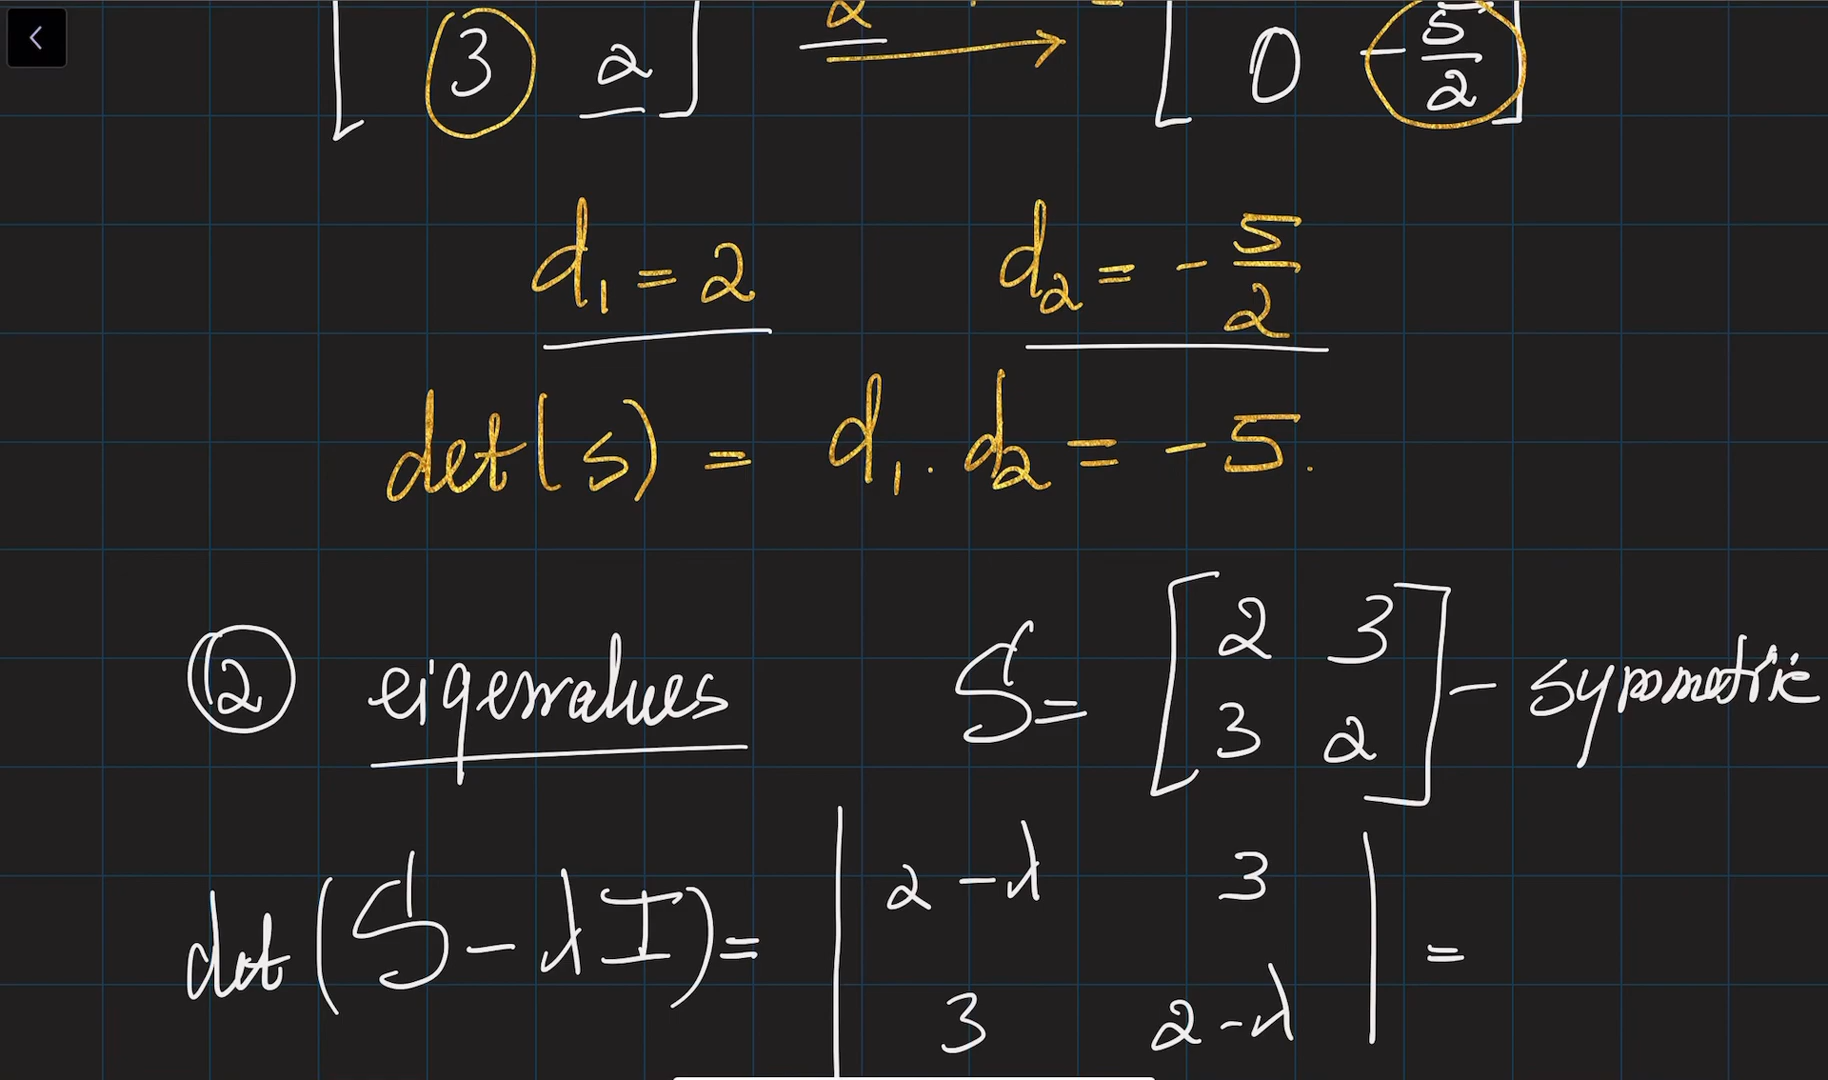 [ 3 2 ] → [ 0 -5/2 ]
d₁ = 2 d₂ = -5/2
det(s) = d₁ . d₂ = -5.
② eigenvalues S = [ 2 3
3 2 ] - symmetric
det(S - λI) = | 2-λ 3 | =
| 3 2-λ |